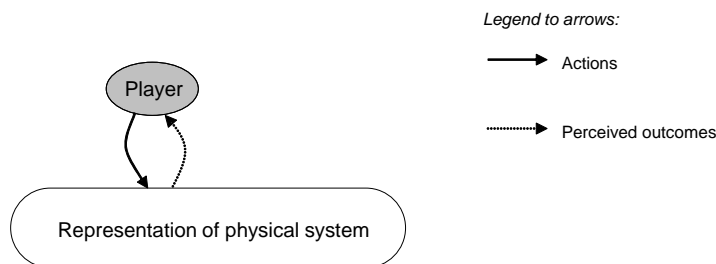 Legend to arrows:
Actions
Player
Perceived outcomes
Representation of physical system